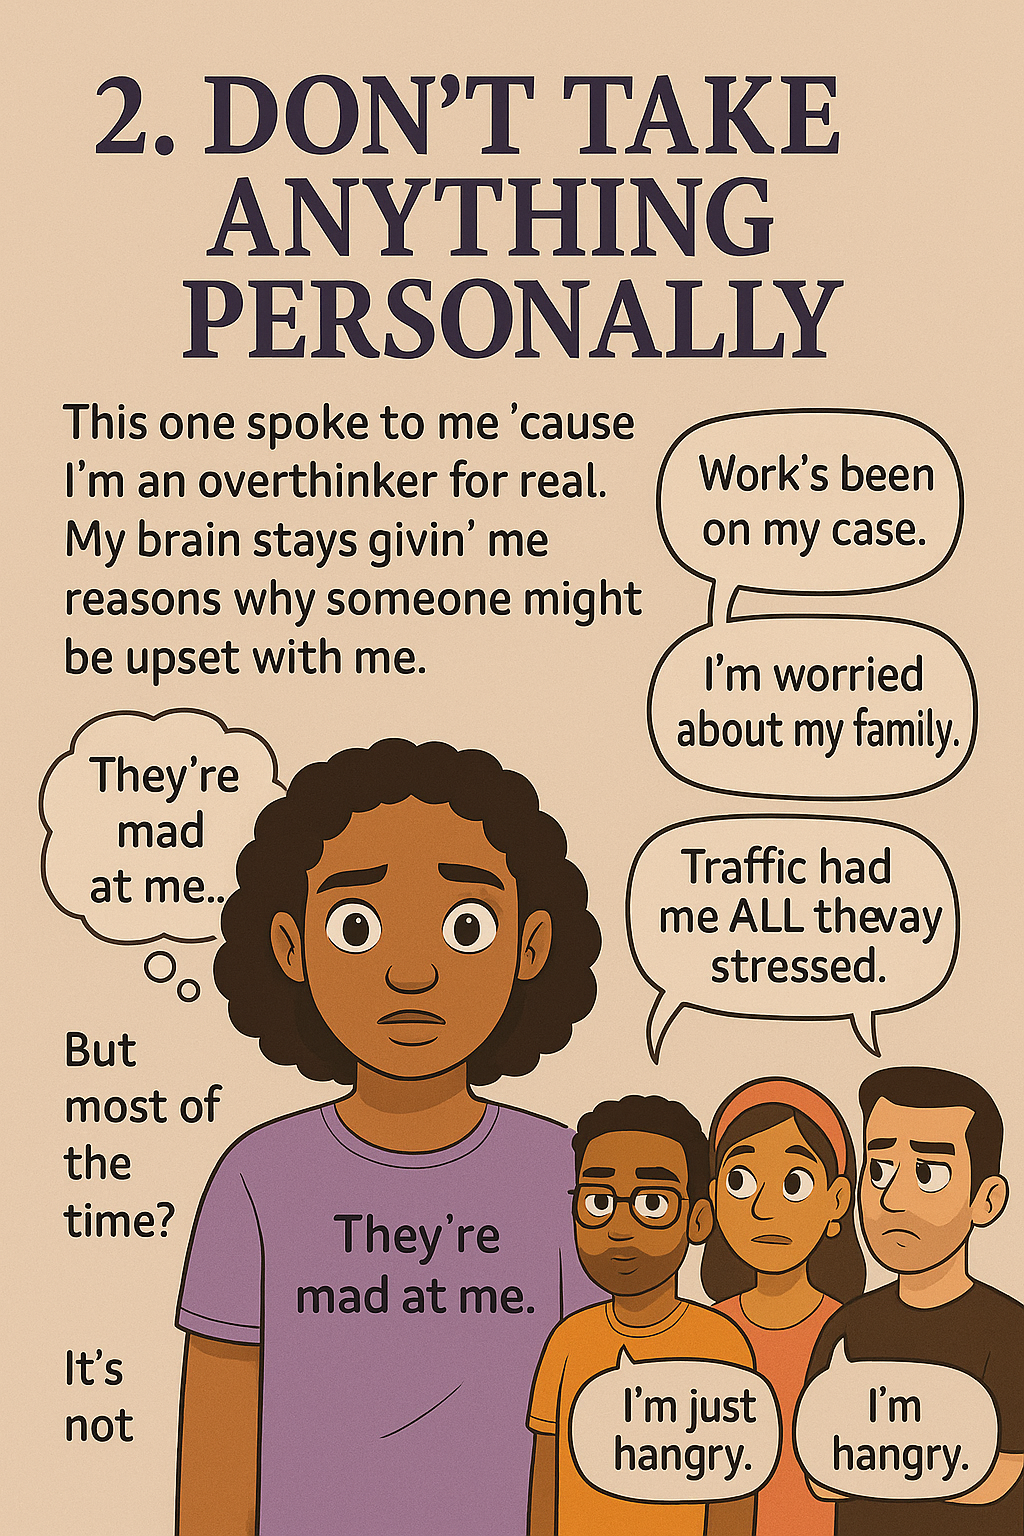 2. DON'T TAKE
ANYTHING
PERSONALLY
This one spoke to me 'cause
I'm an overthinker for real.
My brain stays givin' me
reasons why someone might
be upset with me.
Work's been
on my case.
I'm worried
about my family.
They're
mad
at me..
Traffic had
me ALL thevay
stressed.
But
most of
the
time?
They're
mad at me.
It's
not
I'm just
hangry.
I'm
hangry.